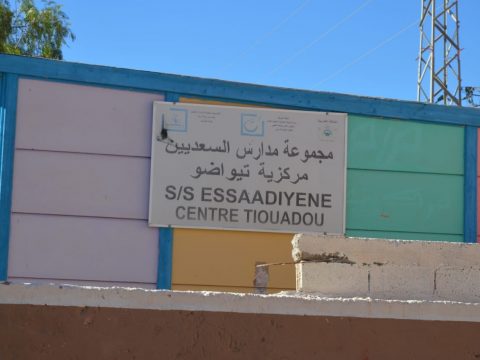 مجموعة مدارس السعديين
مركزية تيواضو
S/S ESSAADIYENE
CENTRE TIOUADOU